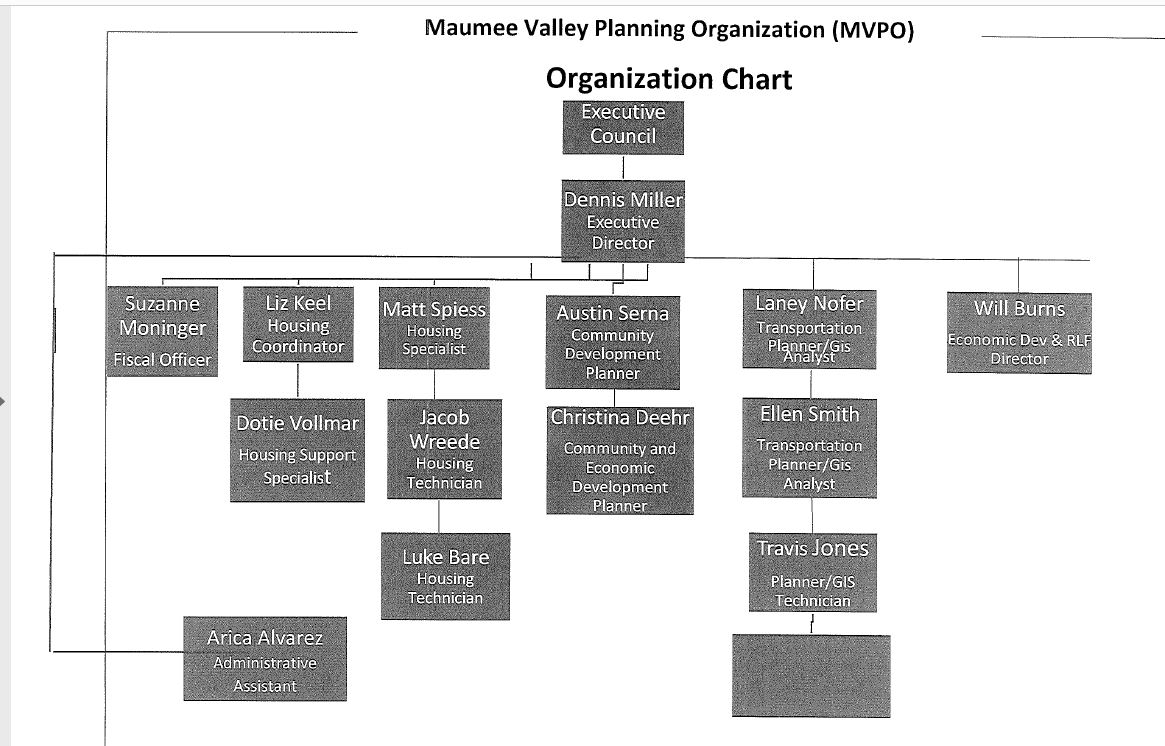 Maumee Valley Planning Organization (MVPO)
Organization Chart
Executive
Council
Dennis Miller
Executive
Director
Suzanne
Moninger
Fiscal Officer
Liz Keel
Housing
Coordinator
Matt Spiess
Housing
Specialist
Austin Serna
Community
Development
Planner
Laney Nofer
Transportation
Planner/Gis
Analyst
Will Burns
Economic Dev & RLF
Director
Dotie Vollmar
Housing Support
Specialist
Jacob
Wreede
Housing
Technician
Christina Deehr
Community and
Economic
Development
Planner
Ellen Smith
Transportation
Planner/Gis
Analyst
Luke Bare
Housing
Technician
Travis Jones
Planner/GIS
Technician
Arica Alvarez
Administrative
Assistant